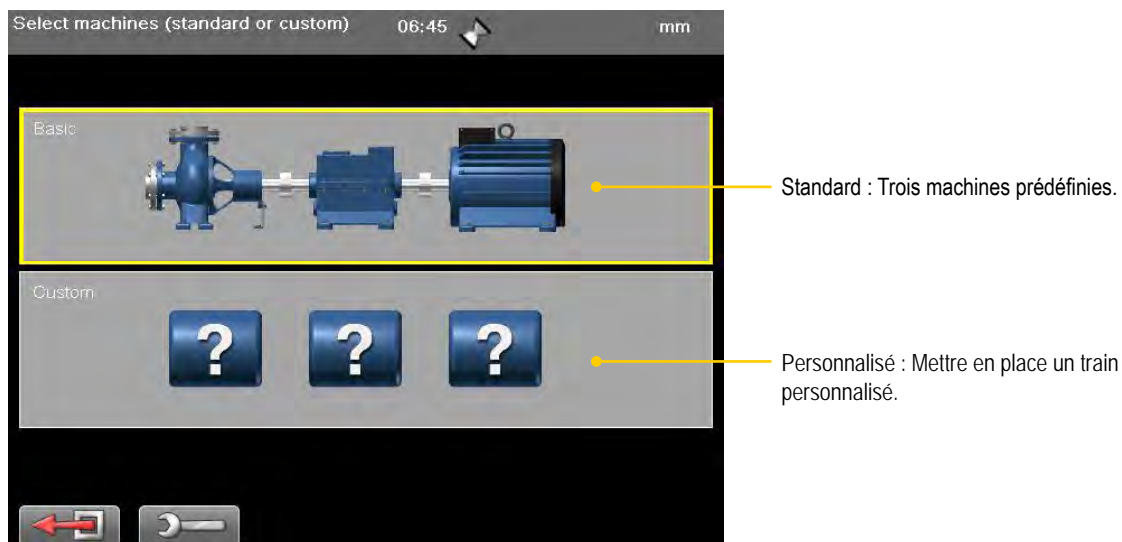 Select machines (standard or custom) 06:45 mm
Basic
Standard : Trois machines prédéfinies.
Custom
? ? ?
Personnalisé : Mettre en place un train
personnalisé.